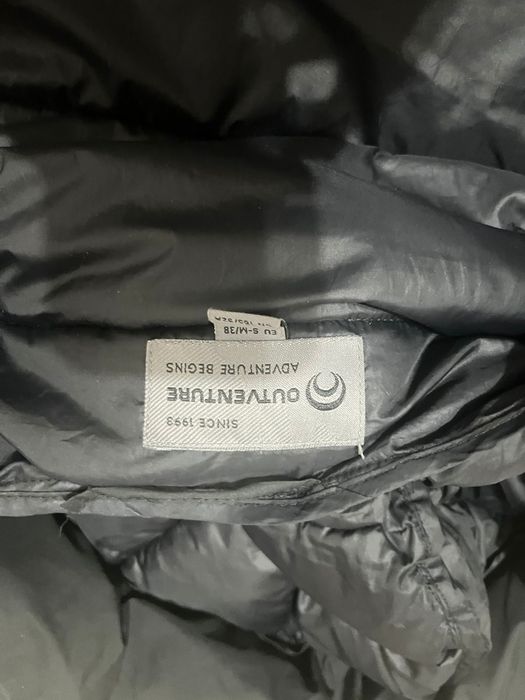 SINCE 1993
OUTVENTURE
ADVENTURE BEGINS
EU S-M/38